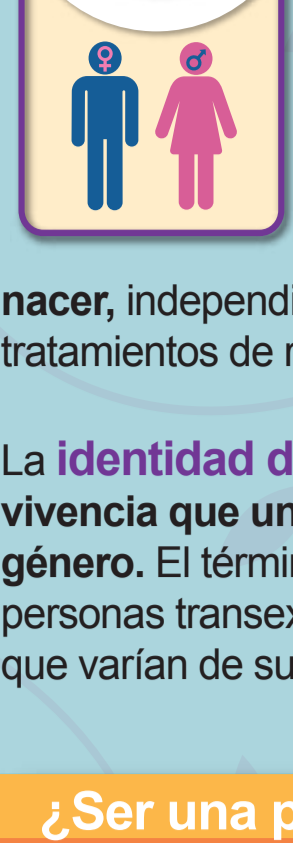 nacer, independi
tratamientos de
La identidad d
vivencia que un
género. El térmi
personas transex
que varían de su
¿Ser una p